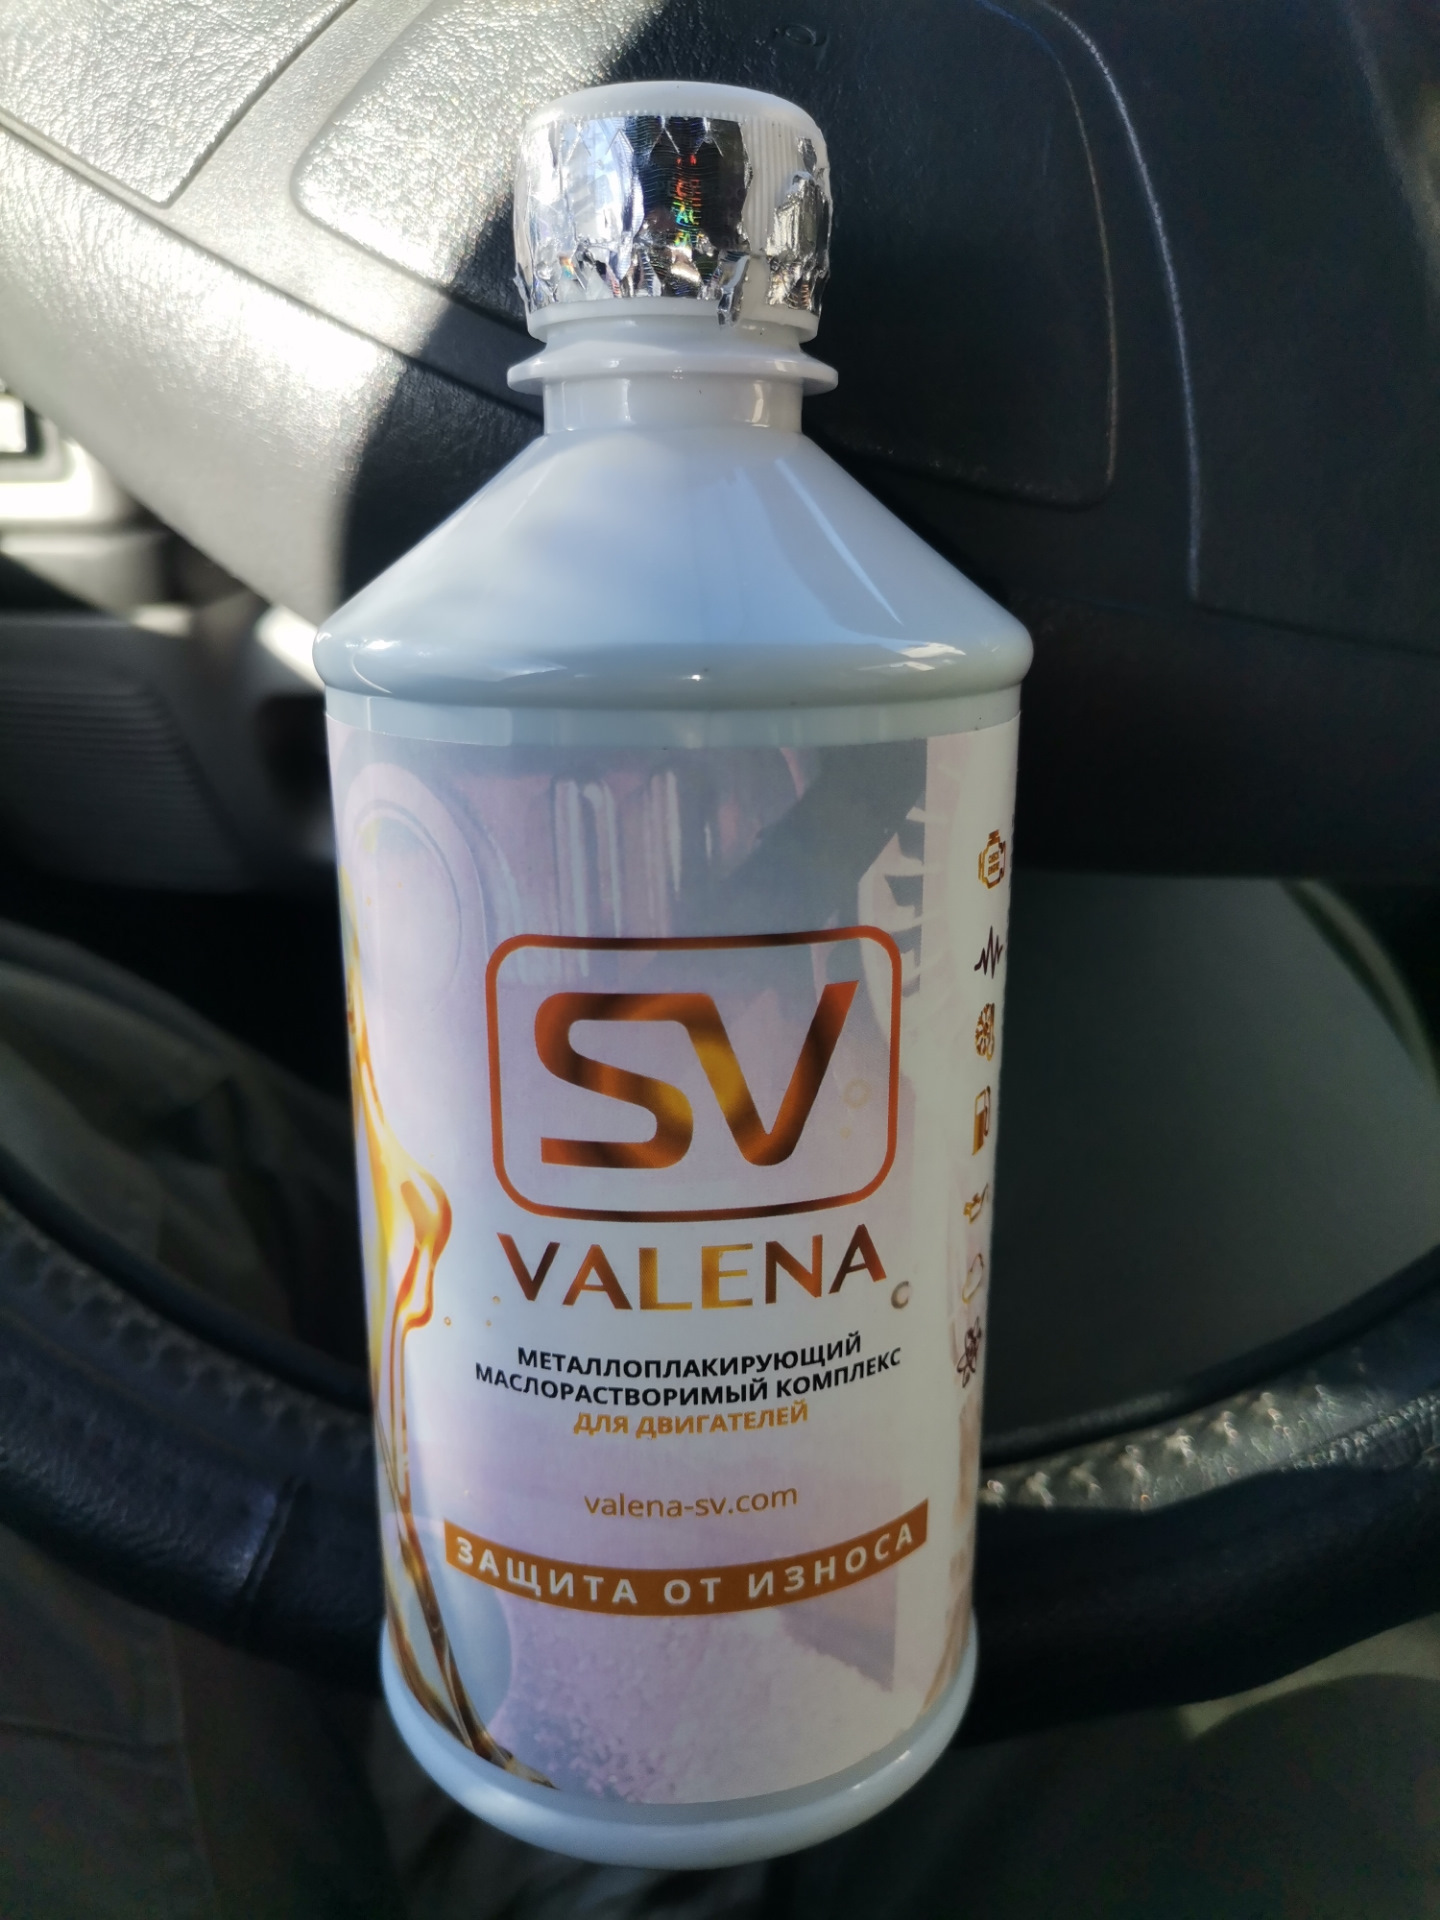 SV
VALENA
МЕТАЛЛОПЛАКИРУЮЩИЙ
МАСЛОРАСТВОРИМЫЙ КОМПЛЕКС
ДЛЯ ДВИГАТЕЛЕЙ
valena-sv.com
ЗАЩИТА ОТ ИЗНОСА